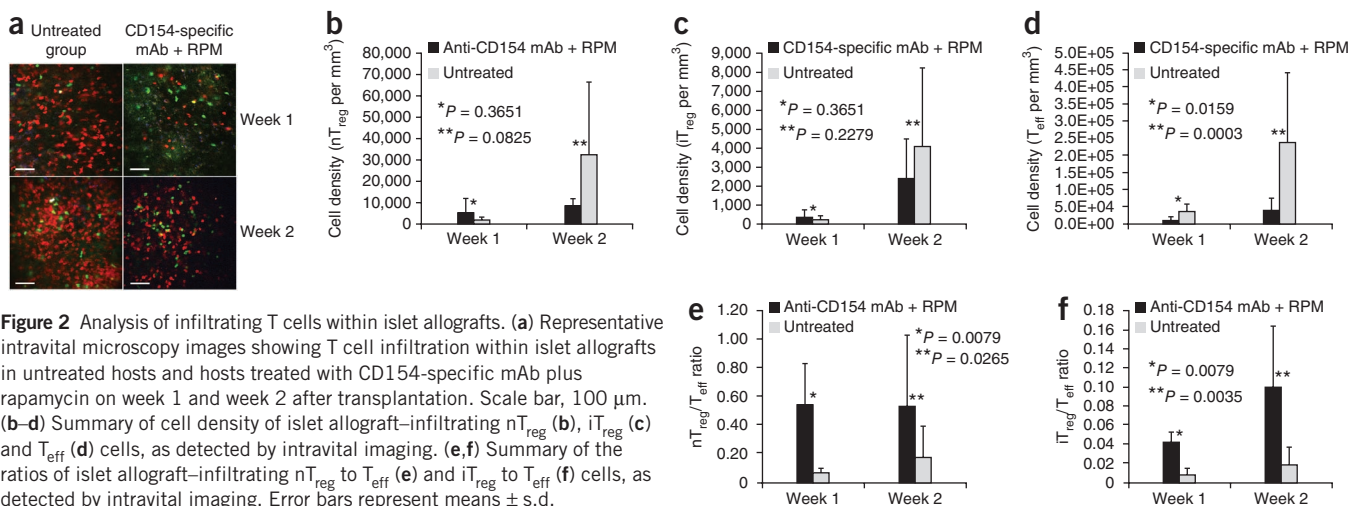 a
Untreated group
CD154-specific mAb + RPM
Week 1
Week 2
b
Anti-CD154 mAb + RPM
Untreated
*P = 0.3651
**P = 0.0825
Cell density (nTreg per mm3)
80,000
70,000
60,000
50,000
40,000
30,000
20,000
10,000
0
*
**
Week 1
Week 2
c
CD154-specific mAb + RPM
Untreated
*P = 0.3651
**P = 0.2279
Cell density (iTreg per mm3)
9,000
8,000
7,000
6,000
5,000
4,000
3,000
2,000
1,000
0
*
**
Week 1
Week 2
d
CD154-specific mAb + RPM
Untreated
*P = 0.0159
**P = 0.0003
Cell density (Teff per mm3)
5.0E+05
4.5E+05
4.0E+05
3.5E+05
3.0E+05
2.5E+05
2.0E+05
1.5E+05
1.0E+05
5.0E+04
0.0E+00
*
**
Week 1
Week 2
Figure 2 Analysis of infiltrating T cells within islet allografts. (a) Representative
intravital microscopy images showing T cell infiltration within islet allografts
in untreated hosts and hosts treated with CD154-specific mAb plus
rapamycin on week 1 and week 2 after transplantation. Scale bar, 100 μm.
(b–d) Summary of cell density of islet allograft–infiltrating nTreg (b), iTreg (c)
and Teff (d) cells, as detected by intravital imaging. (e,f) Summary of the
ratios of islet allograft–infiltrating nTreg to Teff (e) and iTreg to Teff (f) cells, as
detected by intravital imaging. Error bars represent means ± s.d.
e
Anti-CD154 mAb + RPM
Untreated
*P = 0.0079
**P = 0.0265
nTreg/Teff ratio
1.20
1.00
0.80
0.60
0.40
0.20
0
*
**
Week 1
Week 2
f
Anti-CD154 mAb + RPM
Untreated
*P = 0.0079
**P = 0.0035
iTreg/Teff ratio
0.18
0.16
0.14
0.12
0.10
0.08
0.06
0.04
0.02
0
*
**
Week 1
Week 2